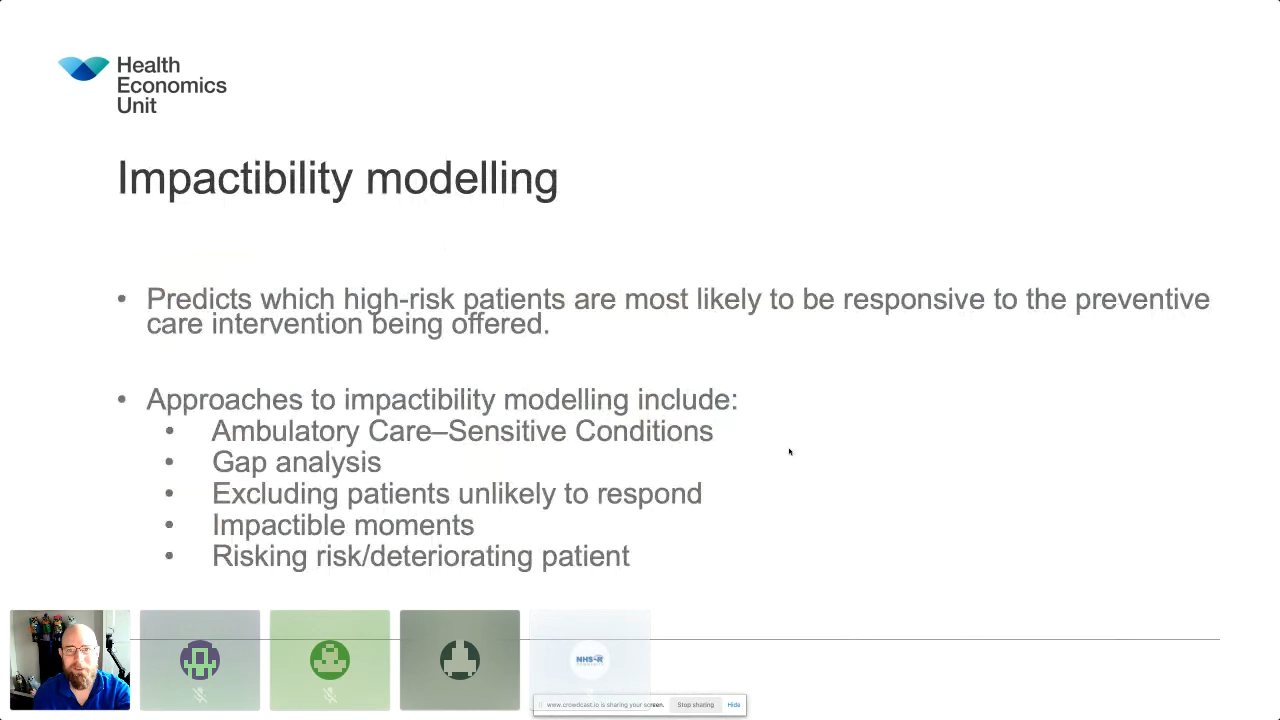 Health
Economics
Unit
Impactibility modelling
• Predicts which high-risk patients are most likely to be responsive to the preventive
care intervention being offered.
• Approaches to impactibility modelling include:
• Ambulatory Care–Sensitive Conditions
• Gap analysis
• Excluding patients unlikely to respond
• Impactible moments
• Risking risk/deteriorating patient
NHS-R
www.crowdcast.io is sharing your screen. Stop sharing Hide